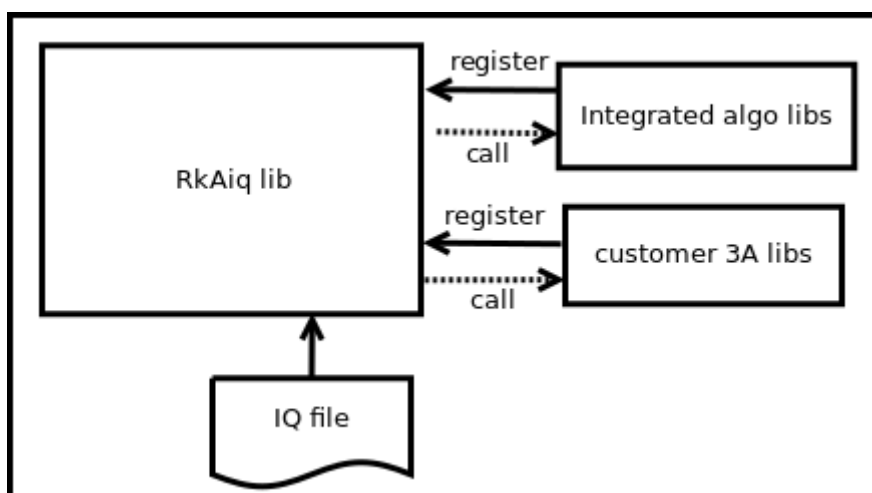 register
Integrated algo libs
call
RkAiq lib
register
customer 3A libs
call
IQ file